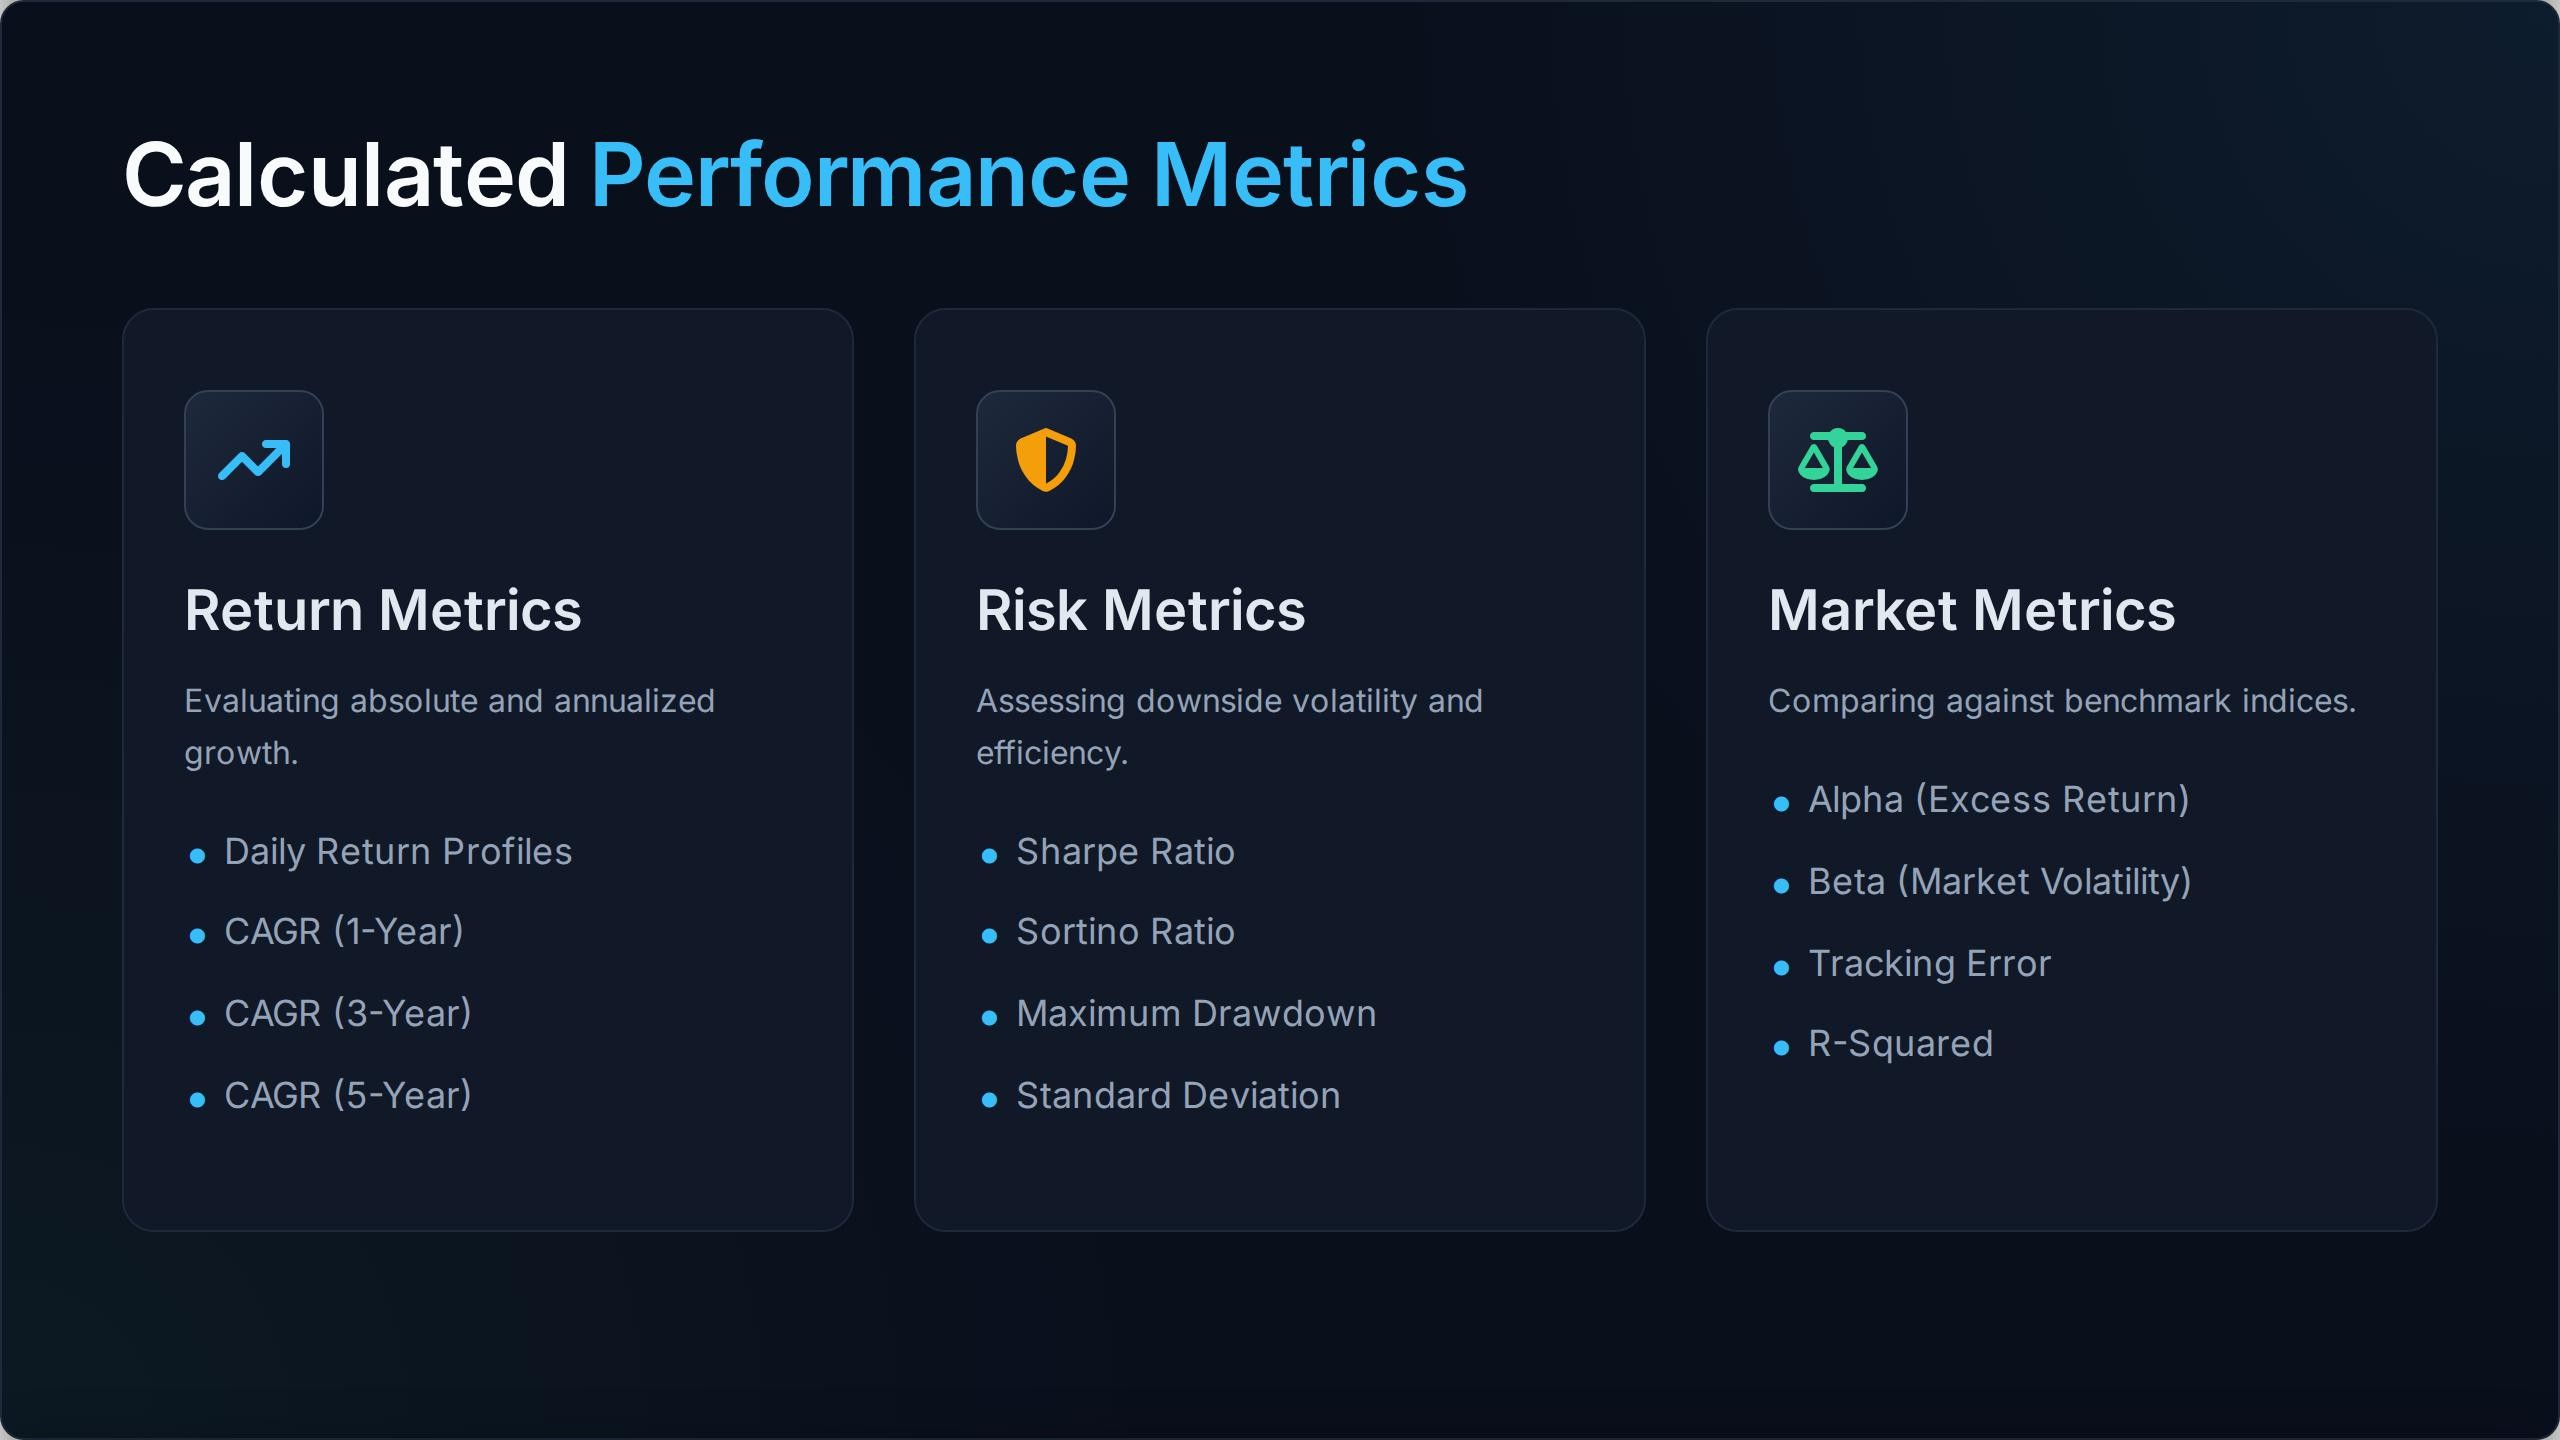 Calculated Performance Metrics
Return Metrics
Evaluating absolute and annualized
growth.
• Daily Return Profiles
• CAGR (1-Year)
• CAGR (3-Year)
• CAGR (5-Year)
Risk Metrics
Assessing downside volatility and
efficiency.
• Sharpe Ratio
• Sortino Ratio
• Maximum Drawdown
• Standard Deviation
Market Metrics
Comparing against benchmark indices.
• Alpha (Excess Return)
• Beta (Market Volatility)
• Tracking Error
• R-Squared